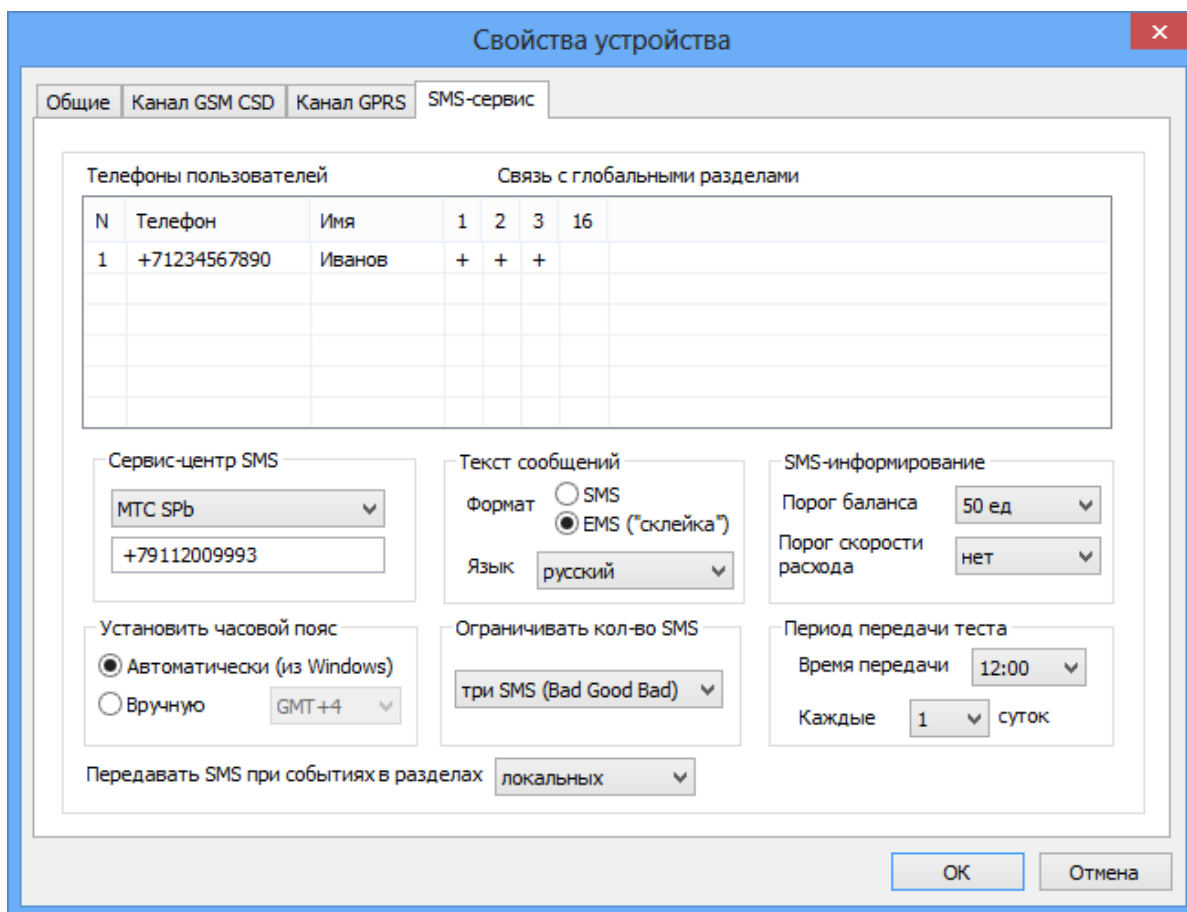 Свойства устройства
Общие Канал GSM CSD Канал GPRS SMS-сервис
Телефоны пользователей Связь с глобальными разделами
N Телефон Имя 1 2 3 16
1 +71234567890 Иванов + + +
Сервис-центр SMS
МТС SPb
+79112009993
Текст сообщений
Формат
SMS
EMS ("склейка")
Язык русский
SMS-информирование
Порог баланса 50 ед
Порог скорости
расхода нет
Установить часовой пояс
Автоматически (из Windows)
Вручную GMT+4
Ограничивать кол-во SMS
три SMS (Bad Good Bad)
Период передачи теста
Время передачи 12:00
Каждые 1 суток
Передавать SMS при событиях в разделах локальных
ОК Отмена